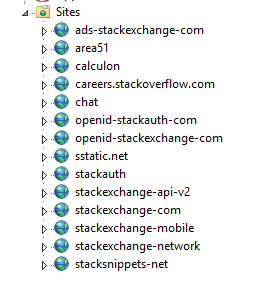 Sites
ads-stackexchange-com
area51
calculon
careers.stackoverflow.com
chat
openid-stackauth-com
openid-stackexchange-com
sstatic.net
stackauth
stackexchange-api-v2
stackexchange-com
stackexchange-mobile
stackexchange-network
stacksnippets-net